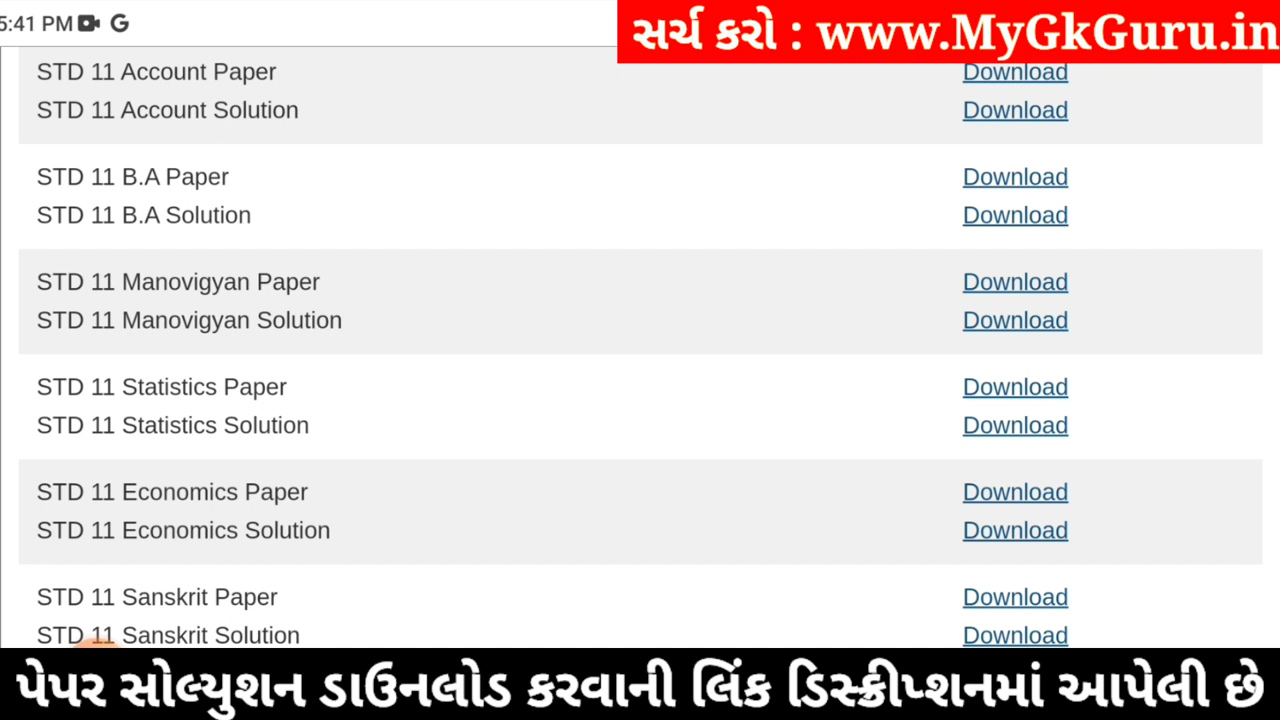 5:41 PM G
સર્ચ કરો : www.MyGkGuru.in
STD 11 Account Paper Download
STD 11 Account Solution Download
STD 11 B.A Paper Download
STD 11 B.A Solution Download
STD 11 Manovigyan Paper Download
STD 11 Manovigyan Solution Download
STD 11 Statistics Paper Download
STD 11 Statistics Solution Download
STD 11 Economics Paper Download
STD 11 Economics Solution Download
STD 11 Sanskrit Paper Download
STD 11 Sanskrit Solution Download
પેપર સોલ્યુશન ડાઉનલોડ કરવાની લિંક ડિસ્ક્રીપ્શનમાં આપેલી છે